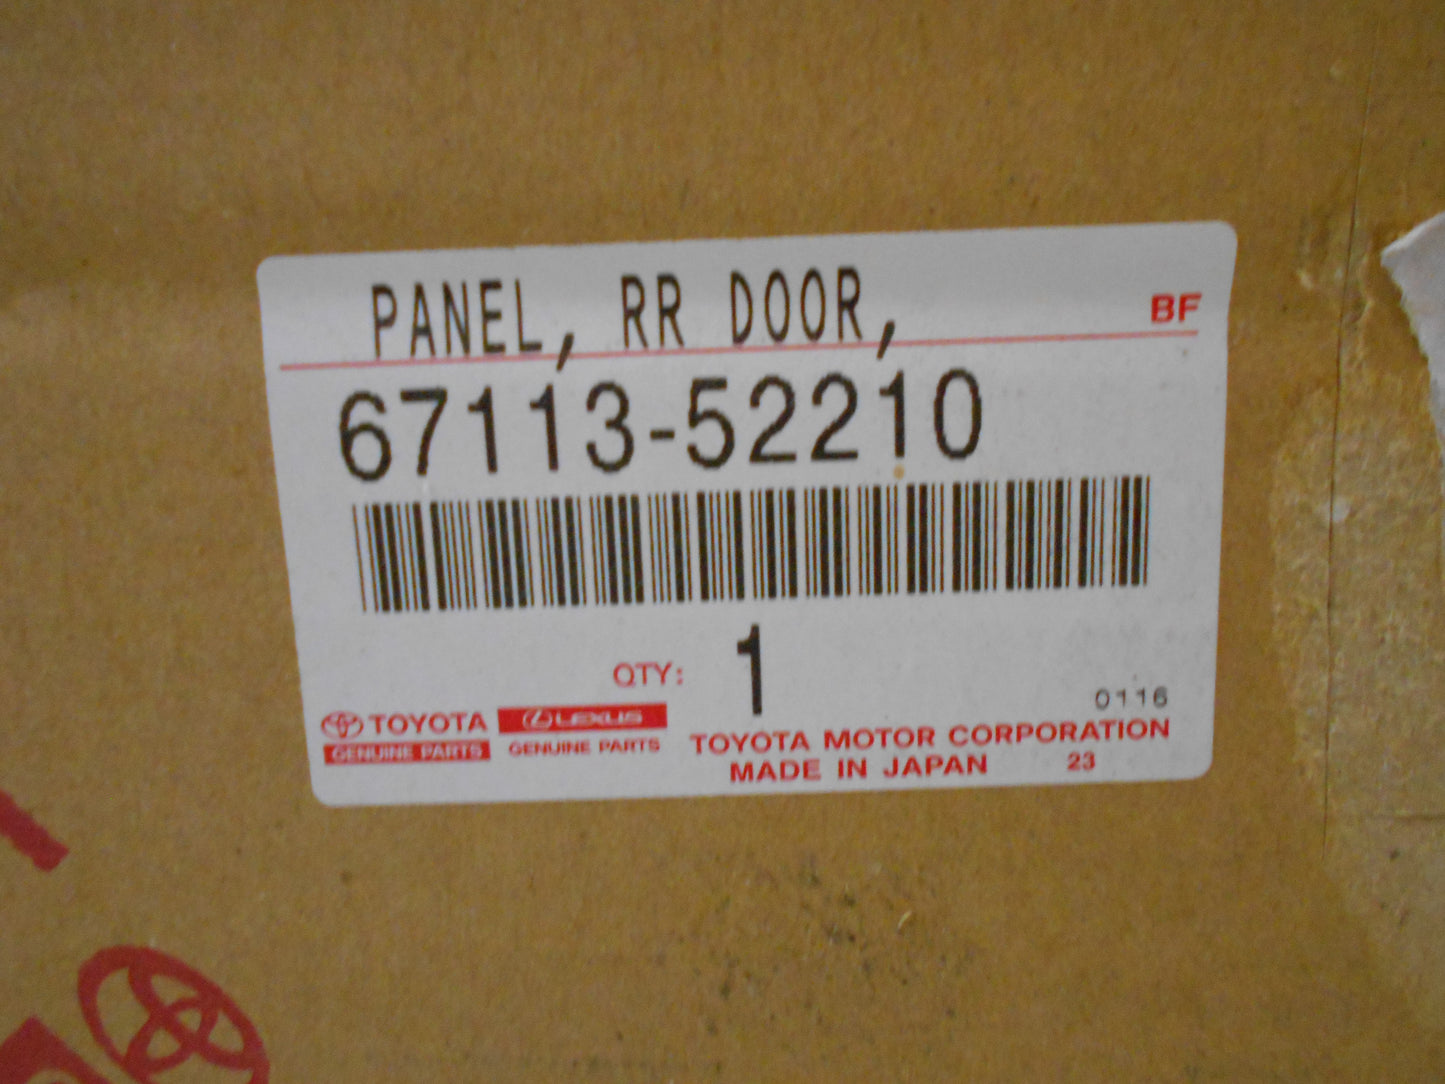 PANEL, RR DOOR, BF
67113-52210
QTY: 1
0116
TOYOTA LEXUS
GENUINE PARTS GENUINE PARTS
TOYOTA MOTOR CORPORATION
MADE IN JAPAN 23